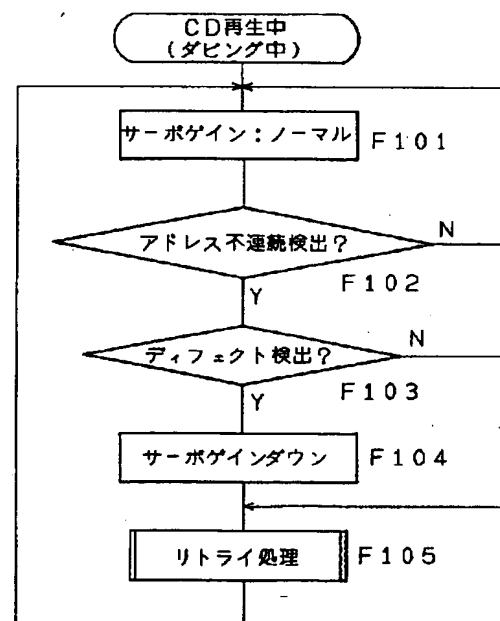 CD再生中
(ダビング中)
サーボゲイン:ノーマル
F101
アドレス不連続検出?
N
F102
Y
ディフェクト検出?
N
F103
Y
サーボゲインダウン
F104
リトライ処理
F105